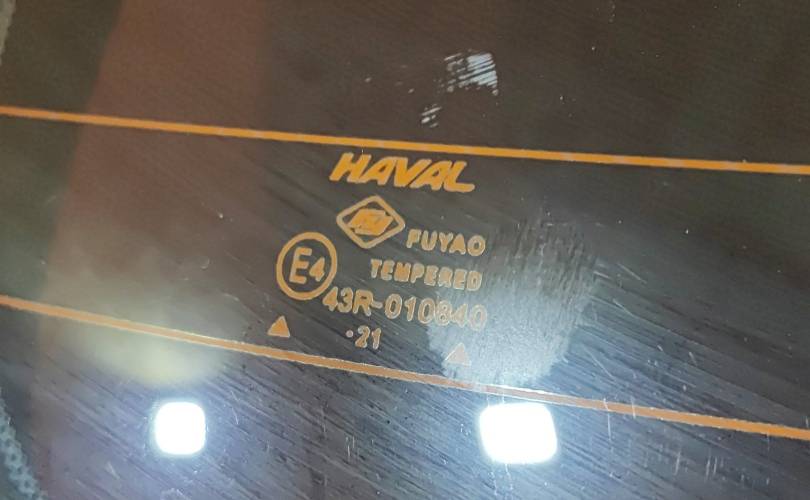 HAVAL
FUYAO
E4
TEMPERED
43R-010840
·21